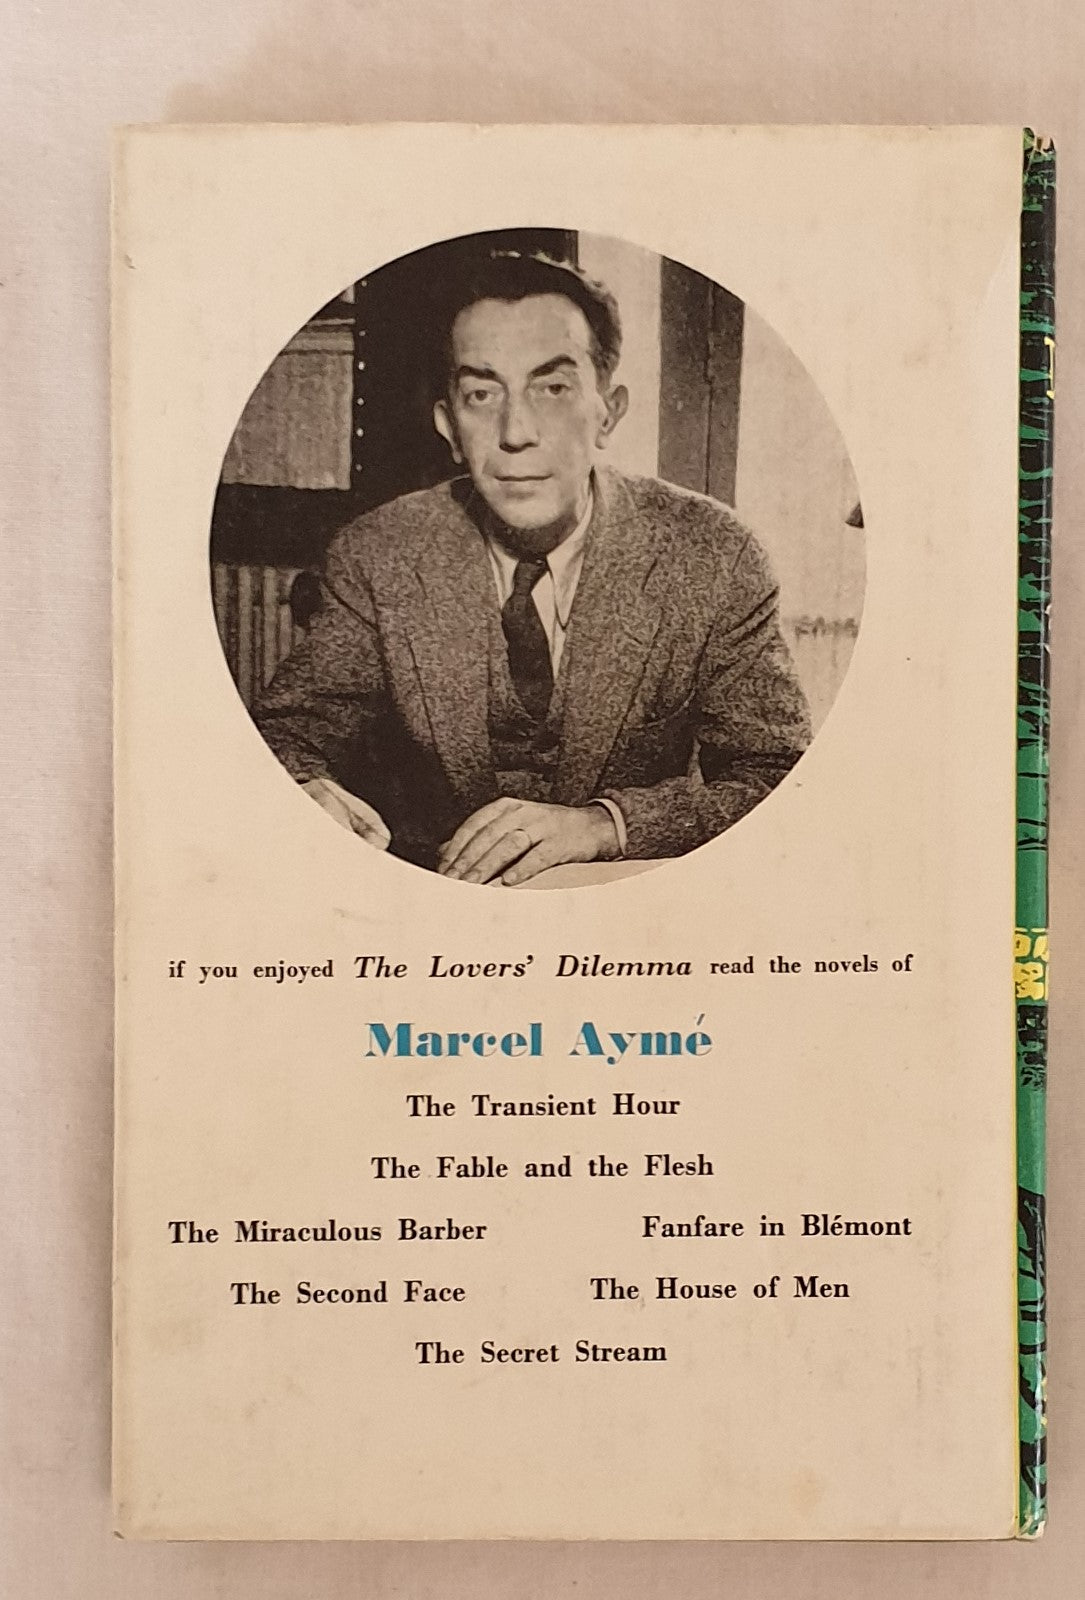 if you enjoyed The Lovers' Dilemma read the novels of
Marcel Aymé
The Transient Hour
The Fable and the Flesh
The Miraculous Barber Fanfare in Blémont
The Second Face The House of Men
The Secret Stream